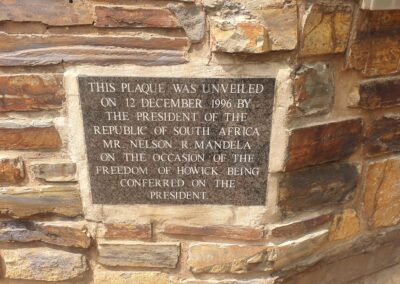 THIS PLAQUE WAS UNVEILED
ON 12 DECEMBER 1996 BY
THE PRESIDENT OF THE
REPUBLIC OF SOUTH AFRICA
MR. NELSON R. MANDELA
ON THE OCCASION OF THE
FREEDOM OF HOWICK BEING
CONFERRED ON THE
PRESIDENT.